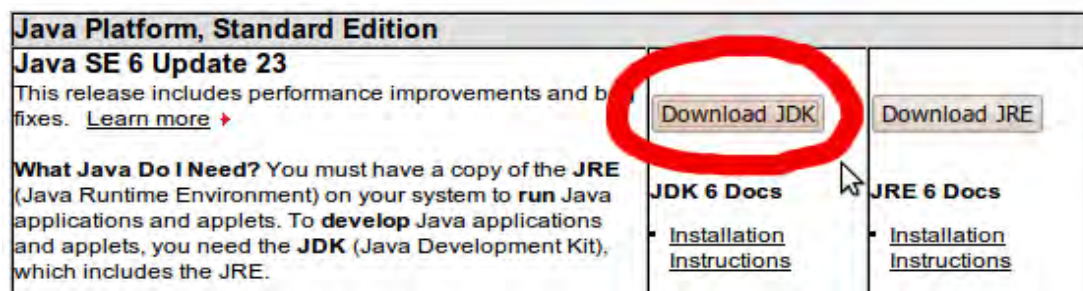 Java Platform, Standard Edition
Java SE 6 Update 23
This release includes performance improvements and
fixes. Learn more
What Java Do I Need? You must have a copy of the JRE
(Java Runtime Environment) on your system to run Java
applications and applets. To develop Java applications
and applets, you need the JDK (Java Development Kit),
which includes the JRE.
Download JDK
JDK 6 Docs
Installation
Instructions
Download JRE
JRE 6 Docs
Installation
Instructions